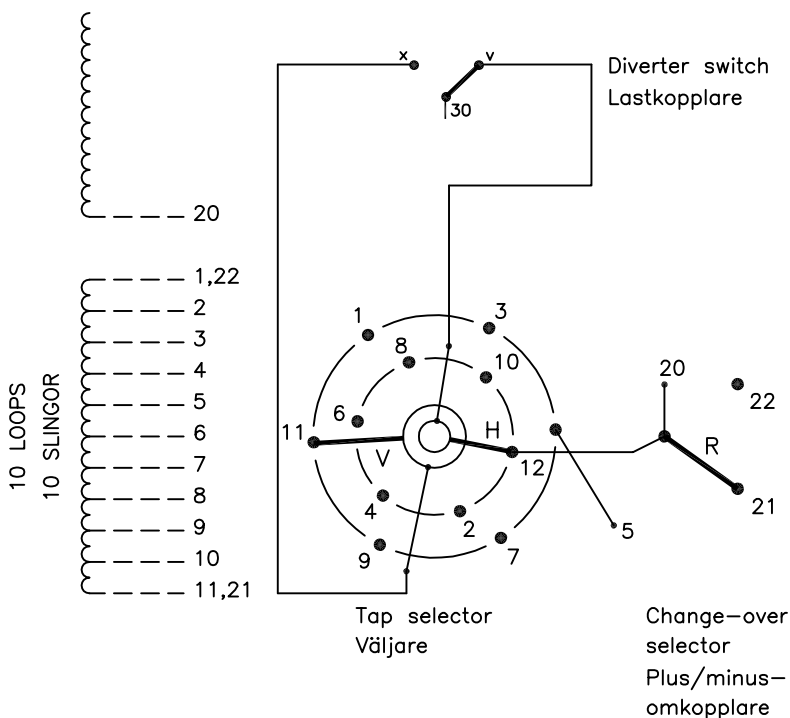 x
v
30
Diverter switch
Lastkopplare
20
1,22
2
3
4
5
6
7
8
9
10
11,21
10 LOOPS
10 SLINGOR
1
3
8
10
6
11
H
V
12
4
2
9
7
5
20
22
R
21
Tap selector
Väljare
Change-over
selector
Plus/minus-
omkopplare